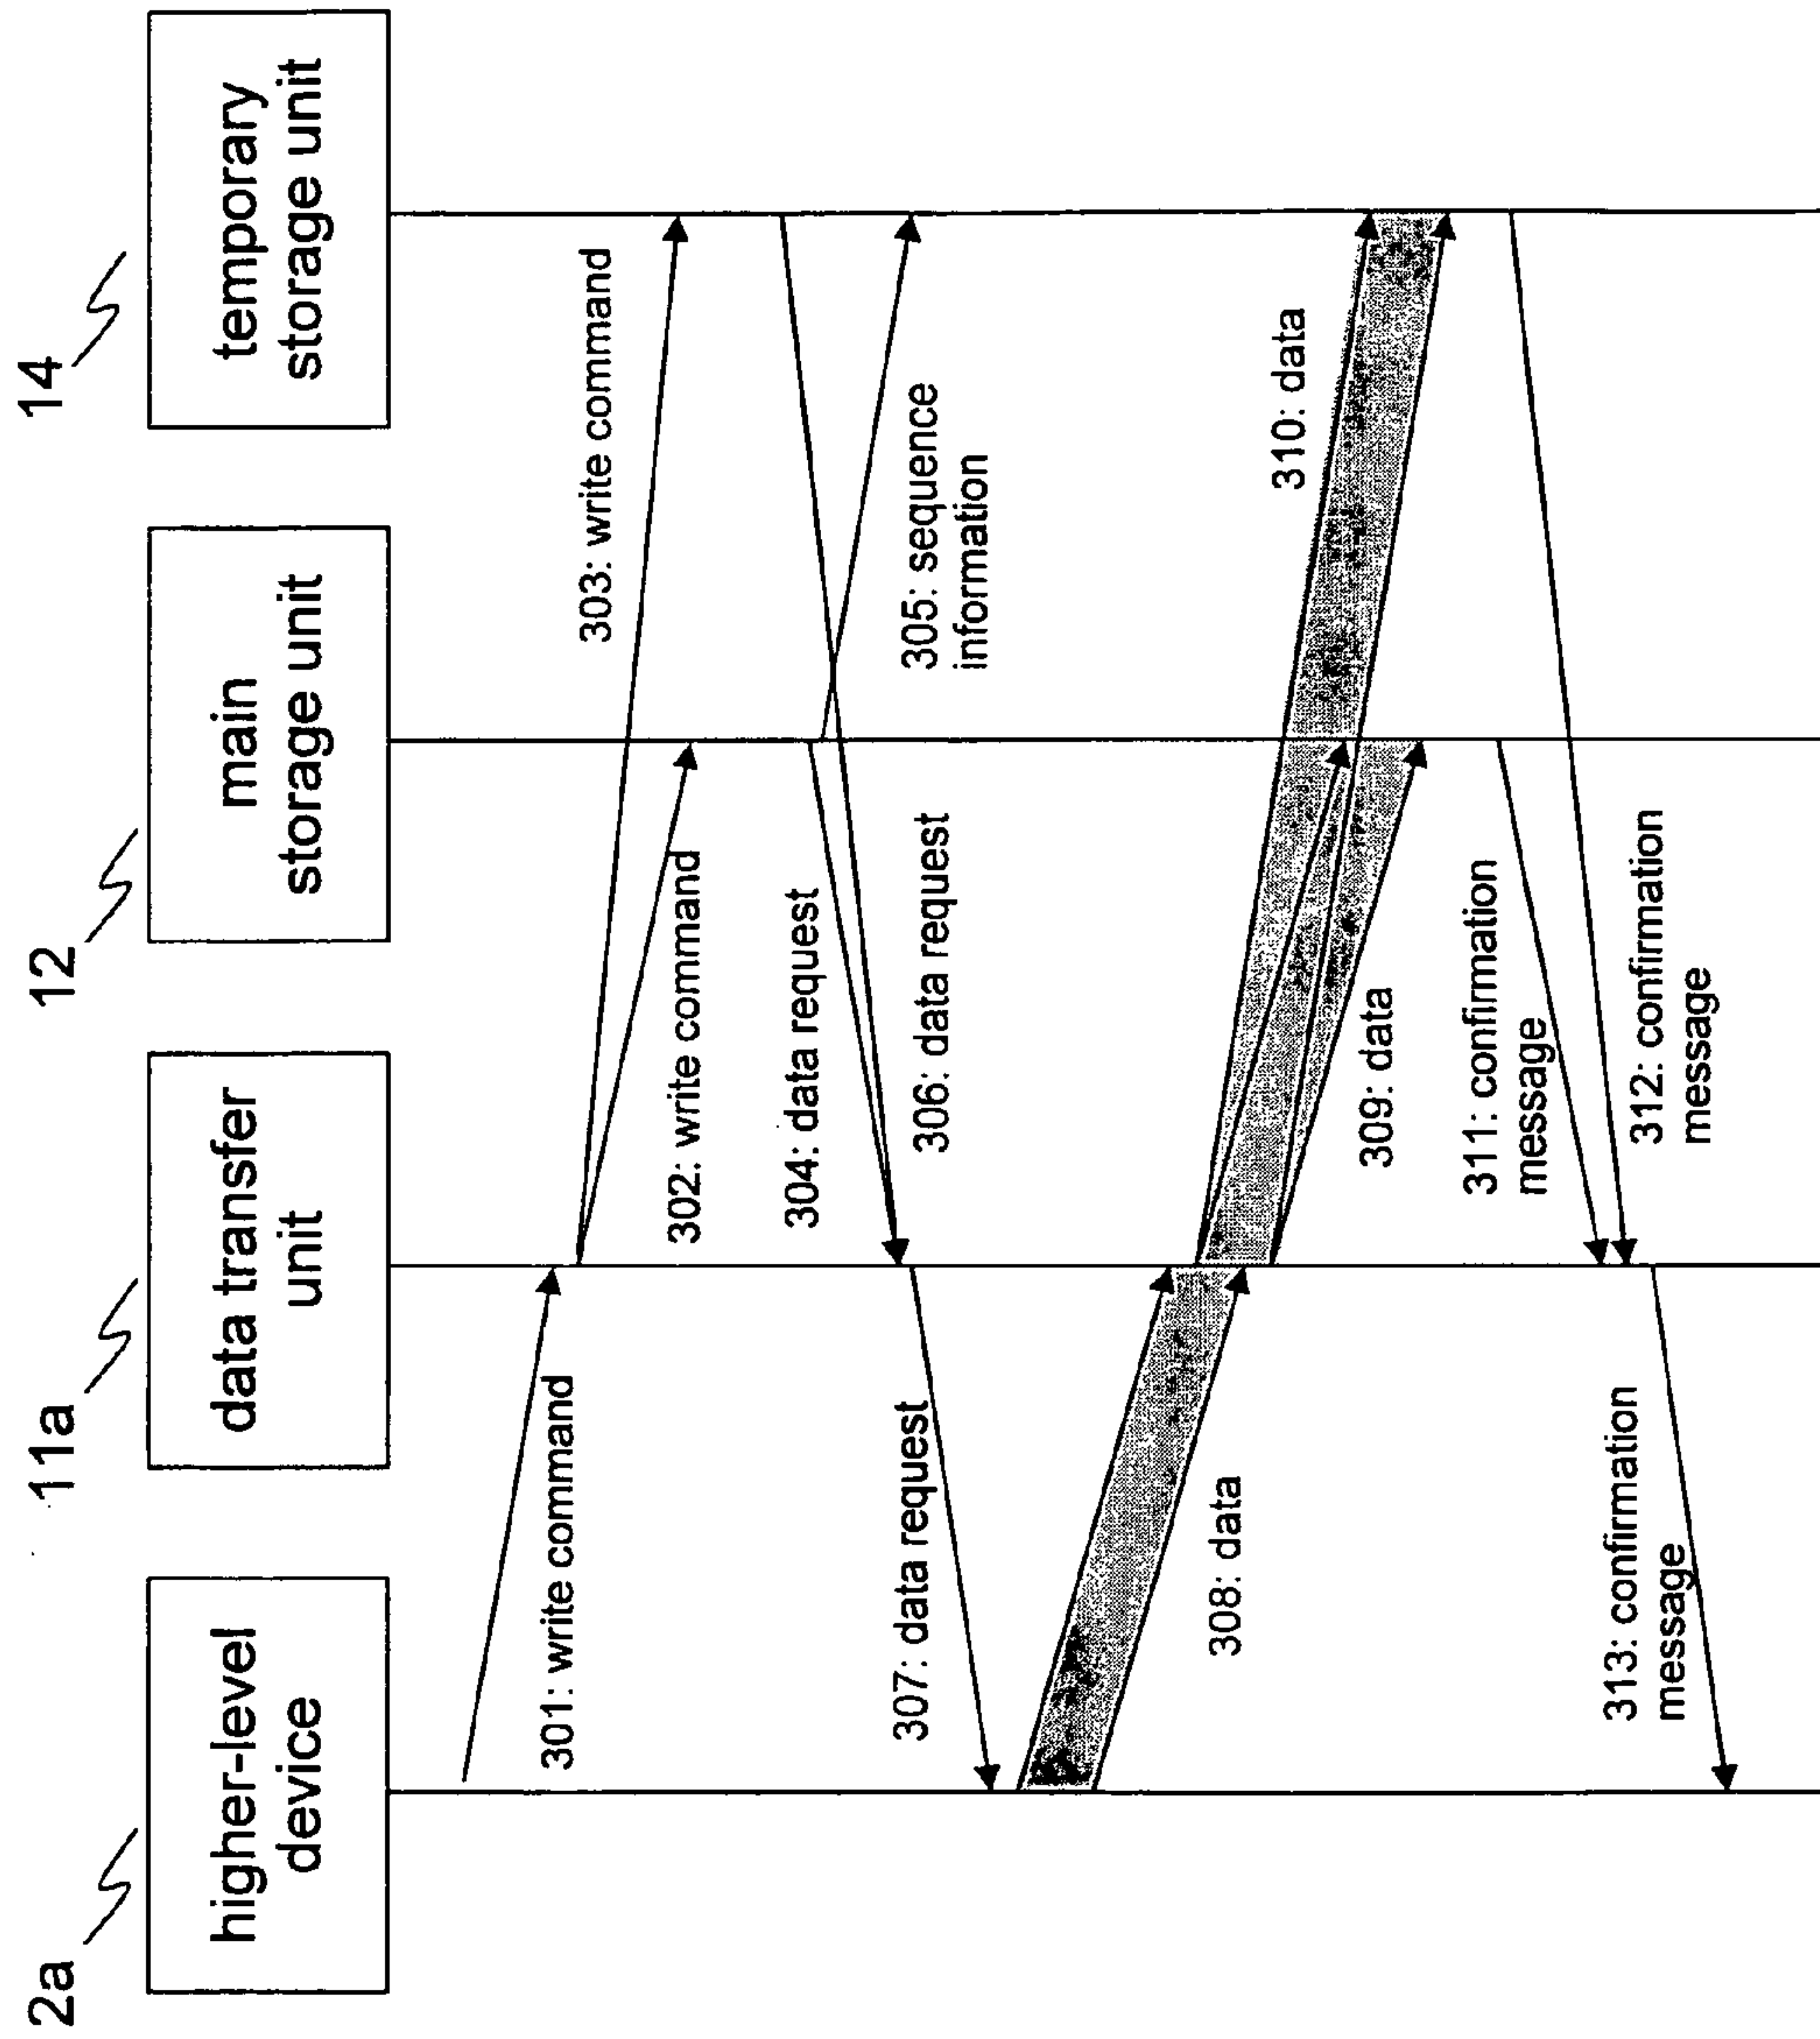 2a
11a
12
14
higher-level
device
data transfer
unit
main
storage unit
temporary
storage unit
301: write command
303: write command
302: write command
304: data request
305: sequence
information
306: data request
307: data request
308: data
310: data
309: data
311: confirmation
message
312: confirmation
message
313: confirmation
message